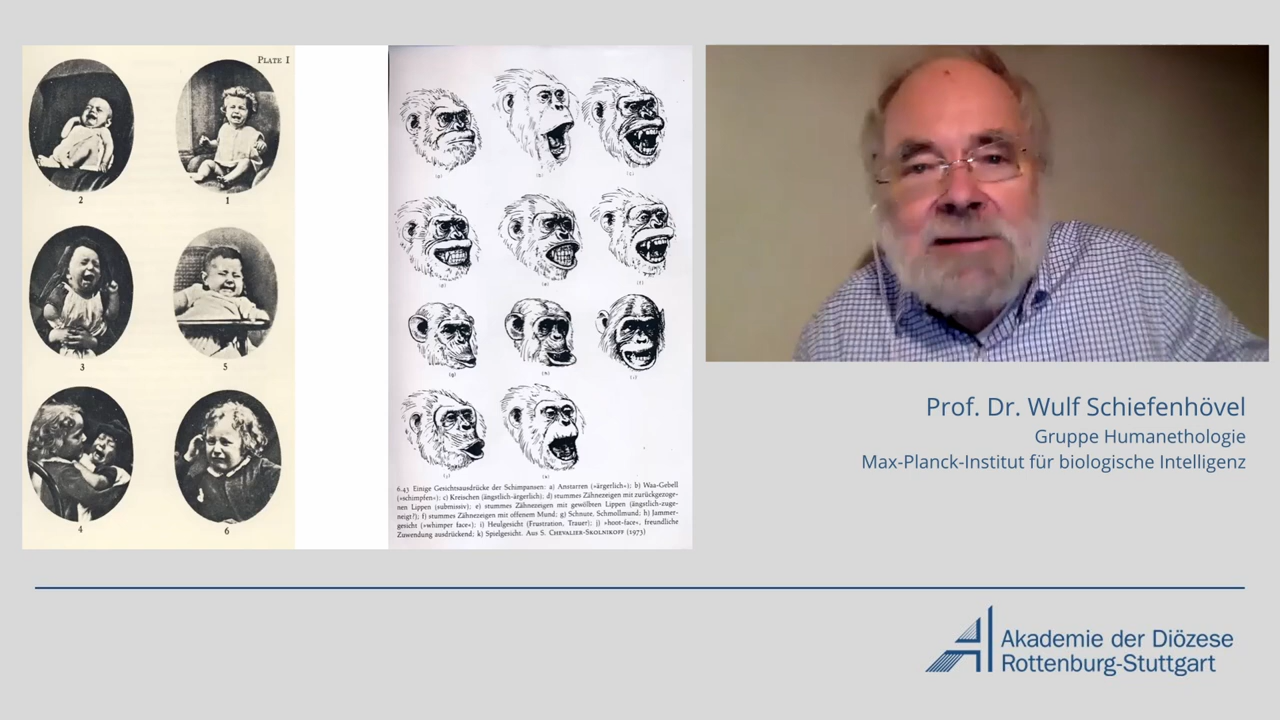 PLATE I
2
1
3
5
4
6
6.43 Einige Gesichtsausdrücke der Schimpansen: a) Anstarren (»ärgerlich«); b) Waa-Gebell
(»schimpfen«); c) Kreischen (ängstlich-ärgerlich); d) stummes Zähnezeigen mit zurückgezoge-
nen Lippen (submissiv); e) stummes Zähnezeigen mit gewölbten Lippen (ängstlich-zuge-
neigt?); f) stummes Zähnezeigen mit offenem Mund; g) Schnute, Schmollmund; h) Jammer-
gesicht (»whimper face«); i) Heulgesicht (Frustration, Trauer); j) »hoot-face«, freundliche
Zuwendung ausdrückend; k) Spielgesicht. Aus S. CHEVALIER-SKOLNIKOFF (1973)
Prof. Dr. Wulf Schiefenhövel
Gruppe Humanethologie
Max-Planck-Institut für biologische Intelligenz
Akademie der Diözese
Rottenburg-Stuttgart